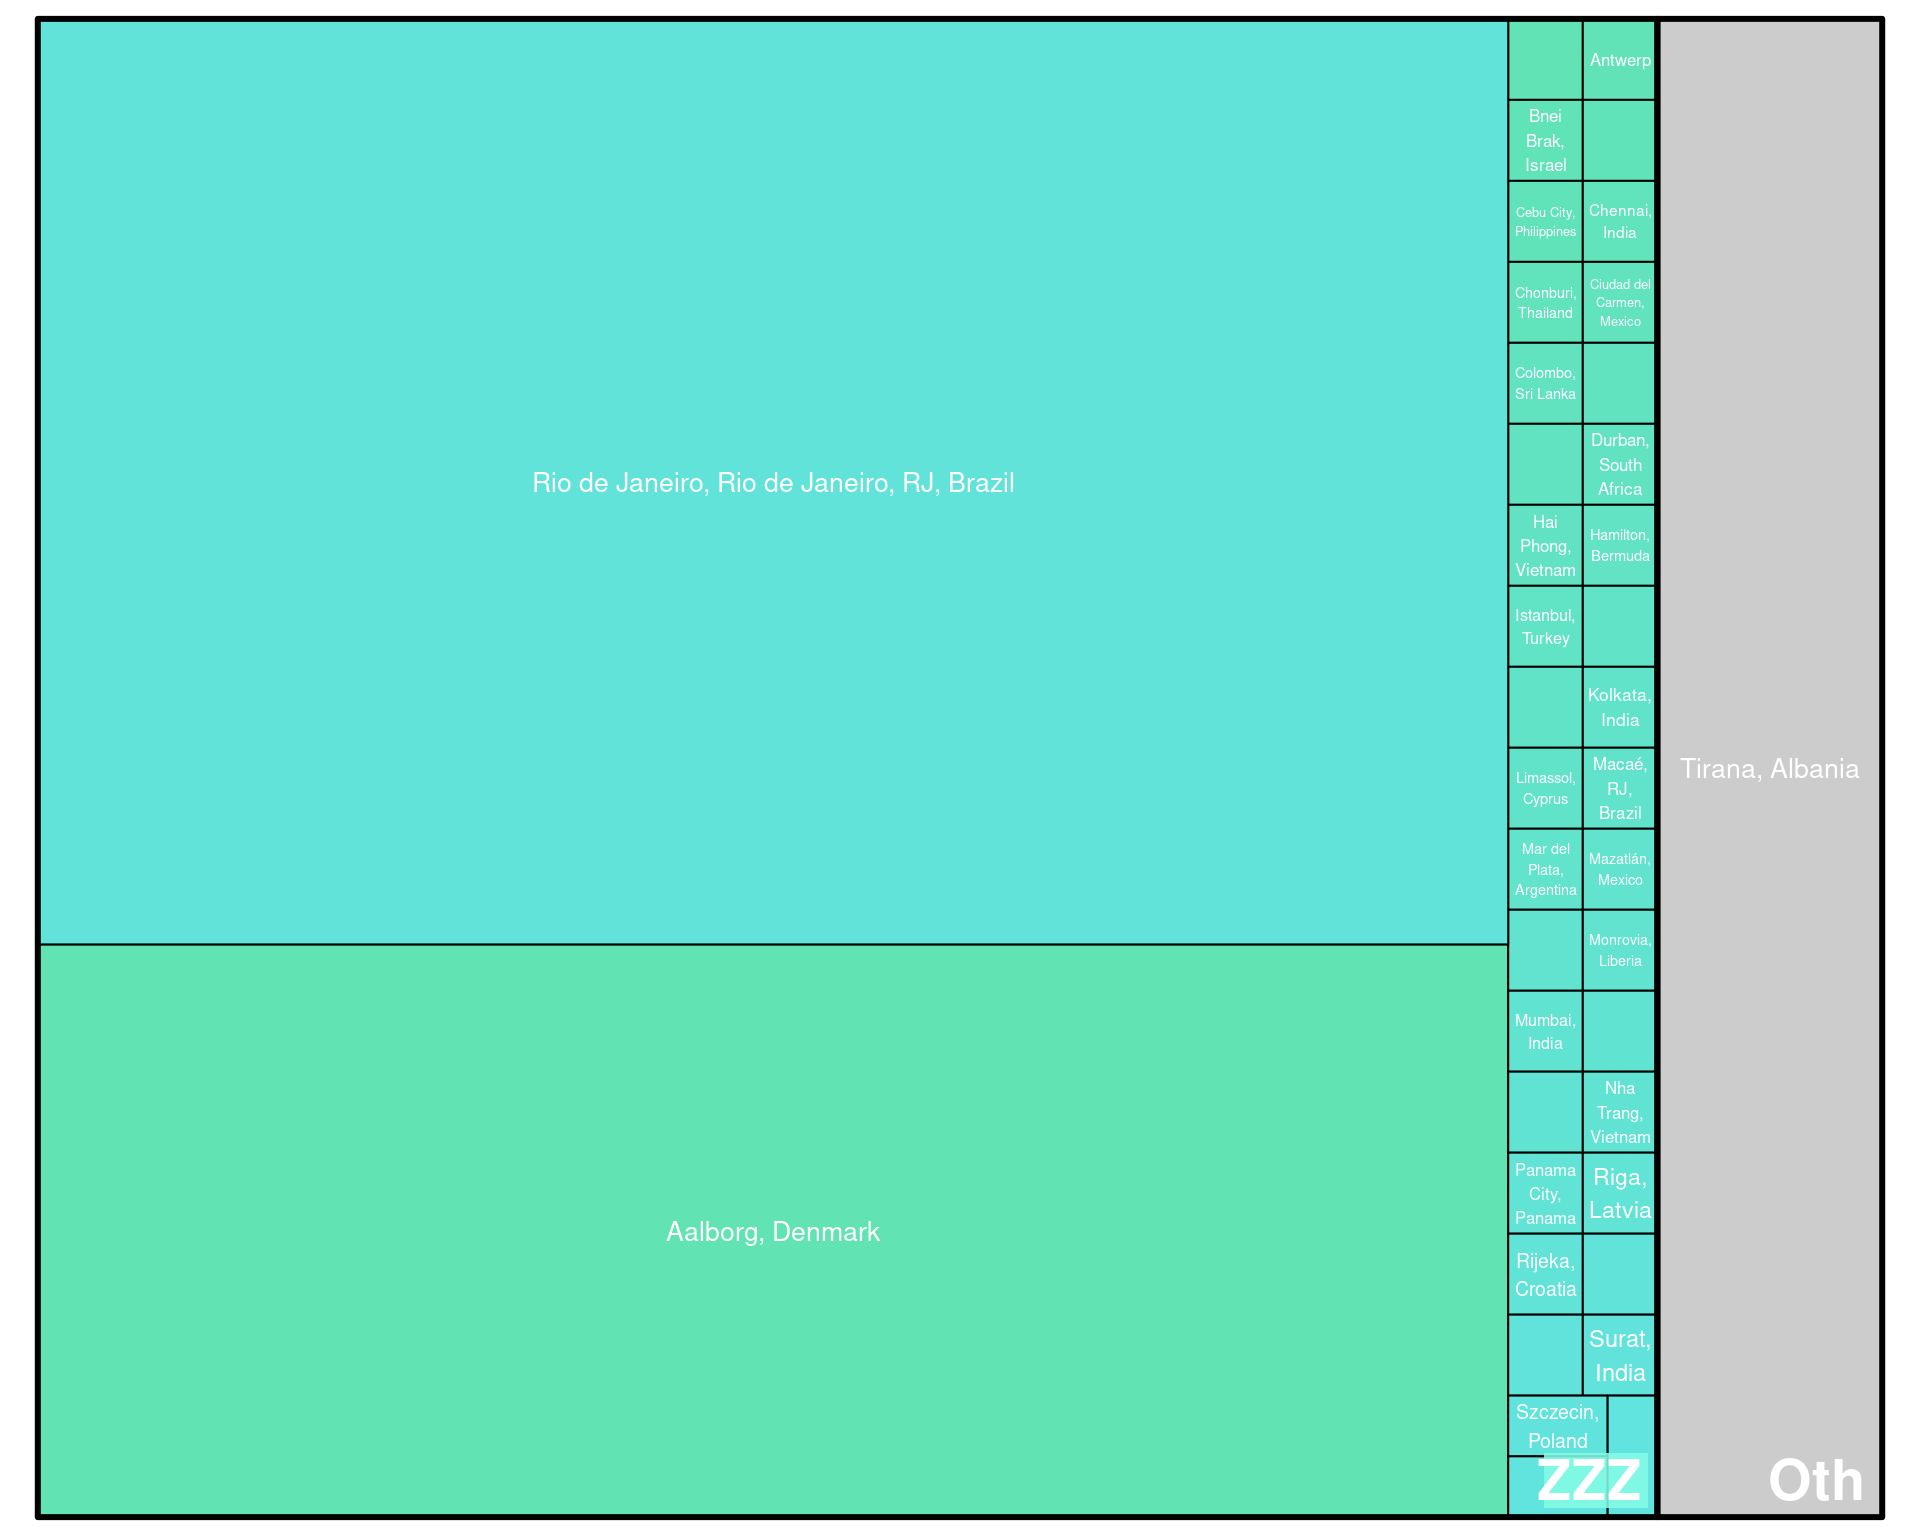 Rio de Janeiro, Rio de Janeiro, RJ, Brazil
Aalborg, Denmark
Antwerp
Bnei
Brak,
Israel
Cebu City,
Philippines
Chennai,
India
Chonburi,
Thailand
Ciudad del
Carmen,
Mexico
Colombo,
Sri Lanka
Durban,
South
Africa
Hai
Phong,
Vietnam
Hamilton,
Bermuda
Istanbul,
Turkey
Kolkata,
India
Limassol,
Cyprus
Macaé,
RJ,
Brazil
Mar del
Plata,
Argentina
Mazatlán,
Mexico
Monrovia,
Liberia
Mumbai,
India
Nha
Trang,
Vietnam
Panama
City,
Panama
Riga,
Latvia
Rijeka,
Croatia
Surat,
India
Szczecin,
Poland
ZZZ
Tirana, Albania
Oth